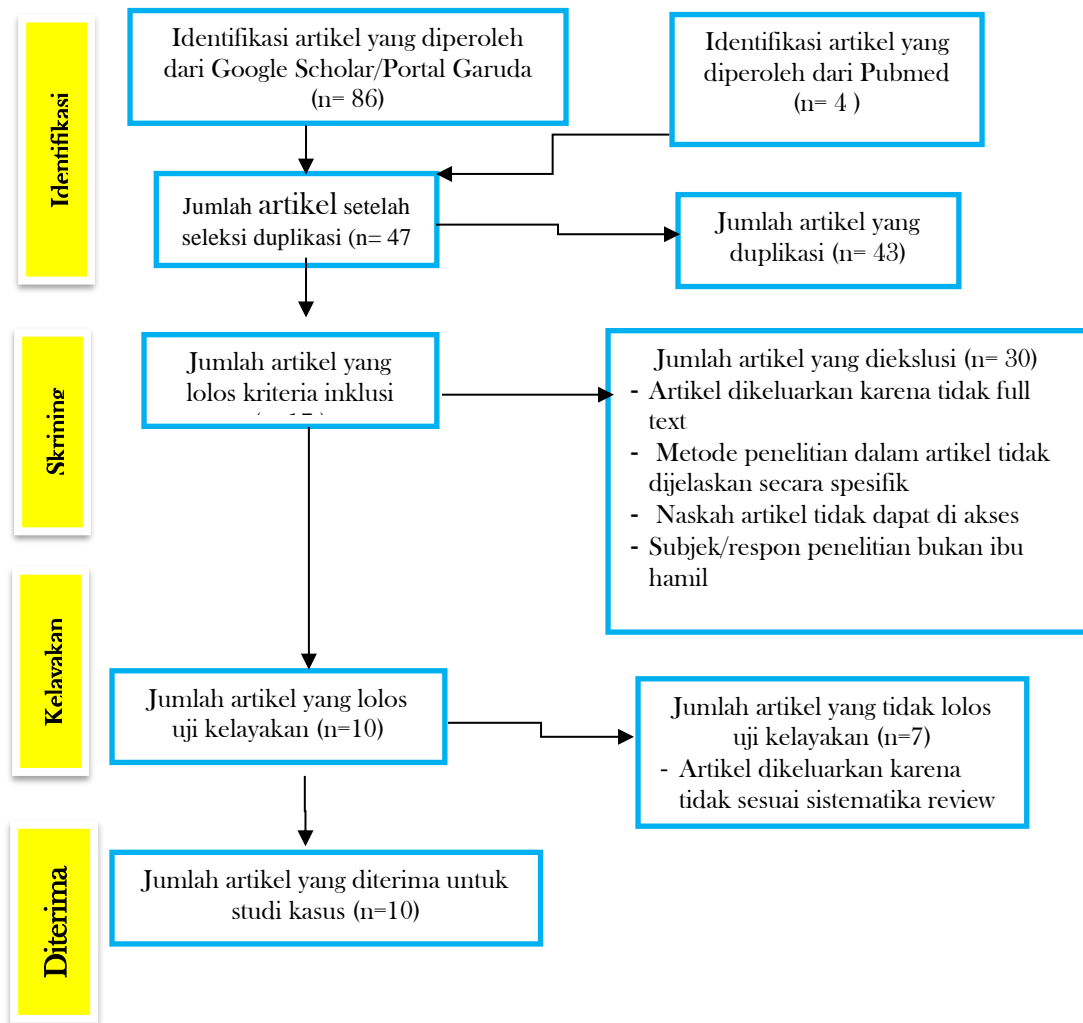 Identifikasi
Identifikasi artikel yang diperoleh
dari Google Scholar/Portal Garuda
(n= 86)
Identifikasi artikel yang
diperoleh dari Pubmed
(n= 4 )
Jumlah artikel setelah
seleksi duplikasi (n= 47
Jumlah artikel yang
duplikasi (n= 43)
Skrining
Jumlah artikel yang
lolos kriteria inklusi
Jumlah artikel yang diekslusi (n= 30)
- Artikel dikeluarkan karena tidak full
text
- Metode penelitian dalam artikel tidak
dijelaskan secara spesifik
- Naskah artikel tidak dapat di akses
- Subjek/respon penelitian bukan ibu
hamil
Kelayakan
Jumlah artikel yang lolos
uji kelayakan (n=10)
Jumlah artikel yang tidak lolos
uji kelayakan (n=7)
- Artikel dikeluarkan karena
tidak sesuai sistematika review
Diterima
Jumlah artikel yang diterima untuk
studi kasus (n=10)